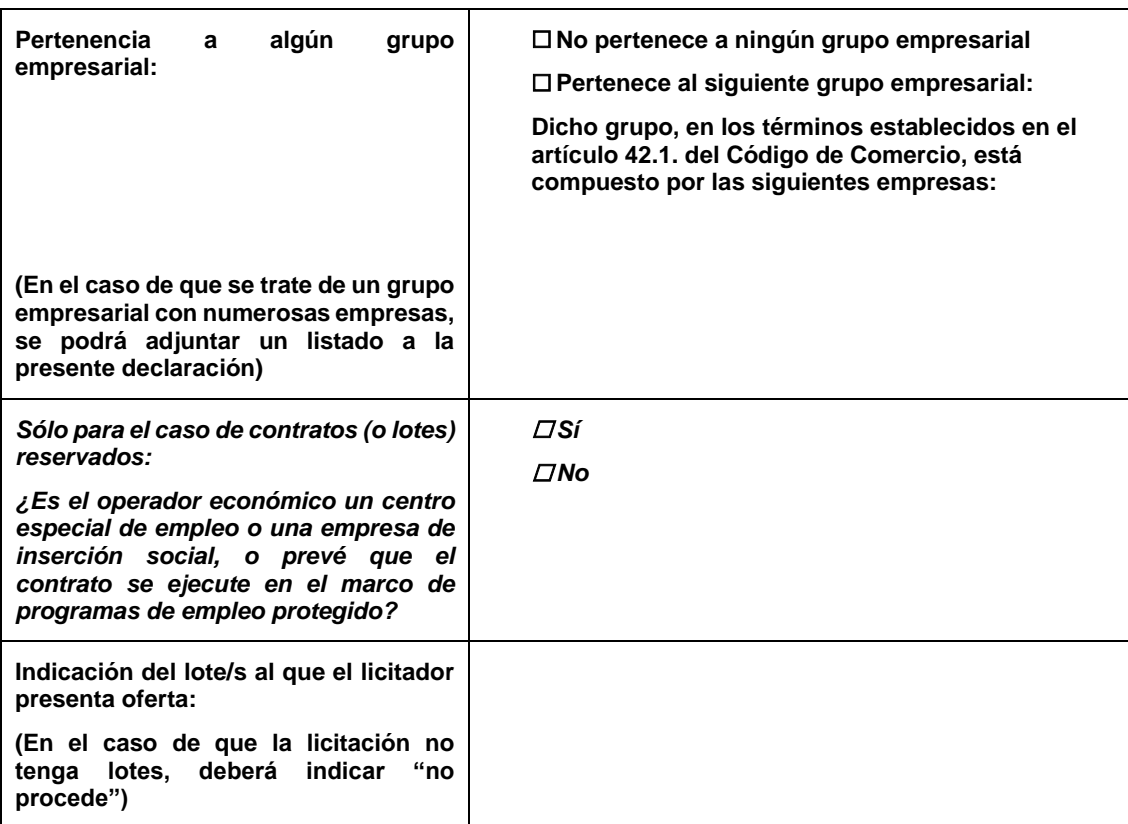 Pertenencia a algún grupo
empresarial:
(En el caso de que se trate de un grupo
empresarial con numerosas empresas,
se podrá adjuntar un listado a la
presente declaración)
☐ No pertenece a ningún grupo empresarial
☐ Pertenece al siguiente grupo empresarial:
Dicho grupo, en los términos establecidos en el
artículo 42.1. del Código de Comercio, está
compuesto por las siguientes empresas:
Sólo para el caso de contratos (o lotes)
reservados:
¿Es el operador económico un centro
especial de empleo o una empresa de
inserción social, o prevé que el
contrato se ejecute en el marco de
programas de empleo protegido?
☐ Sí
☐ No
Indicación del lote/s al que el licitador
presenta oferta:
(En el caso de que la licitación no
tenga lotes, deberá indicar “no
procede”)